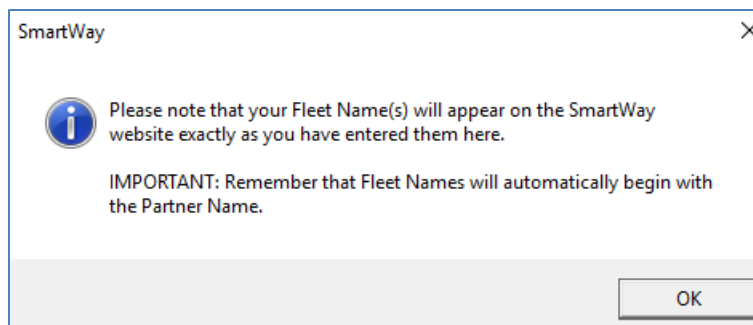 SmartWay
Please note that your Fleet Name(s) will appear on the SmartWay
website exactly as you have entered them here.
IMPORTANT: Remember that Fleet Names will automatically begin with
the Partner Name.
OK